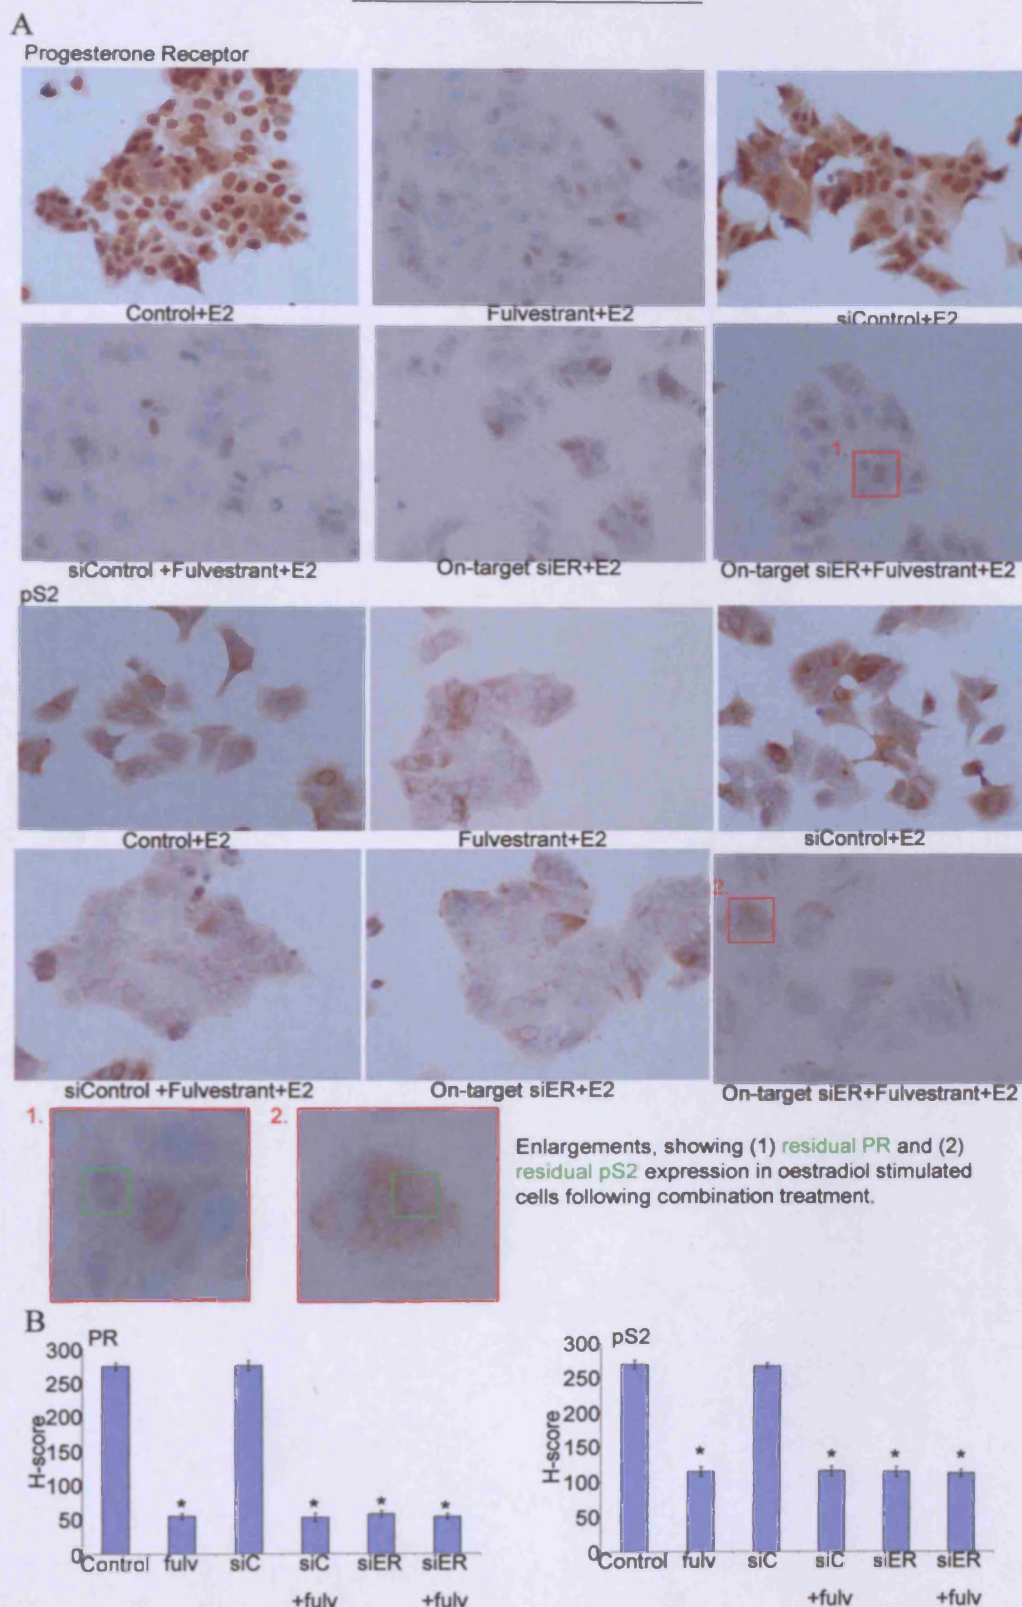 A
Progesterone Receptor
Control+E2
Fulvestrant+E2
siControl+E2
1.
siControl +Fulvestrant+E2
On-target siER+E2
On-target siER+Fulvestrant+E2
pS2
Control+E2
Fulvestrant+E2
siControl+E2
2.
siControl +Fulvestrant+E2
On-target siER+E2
On-target siER+Fulvestrant+E2
1.
2.
Enlargements, showing (1) residual PR and (2)
residual pS2 expression in oestradiol stimulated
cells following combination treatment.
B
PR
H-score
300
250
200
150
100
50
0
* * * *
Control fulv siC siC siER siER
+fulv +fulv
pS2
H-score
300
250
200
150
100
50
0
* * * *
Control fulv siC siC siER siER
+fulv +fulv